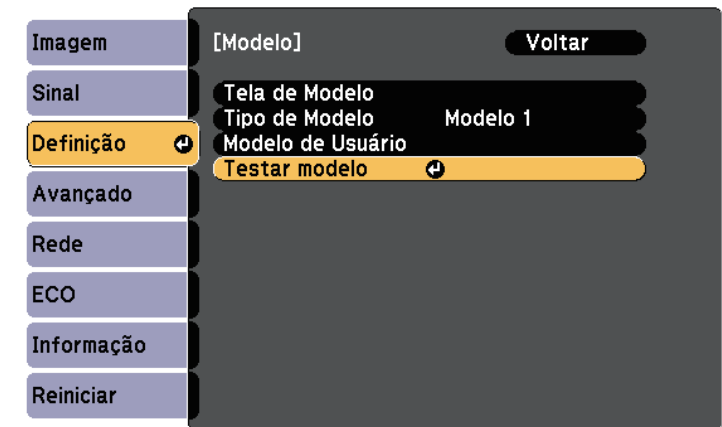 Imagem
Sinal
Definição
Avançado
Rede
ECO
Informação
Reiniciar
[Modelo] Voltar
Tela de Modelo
Tipo de Modelo Modelo 1
Modelo de Usuário
Testar modelo